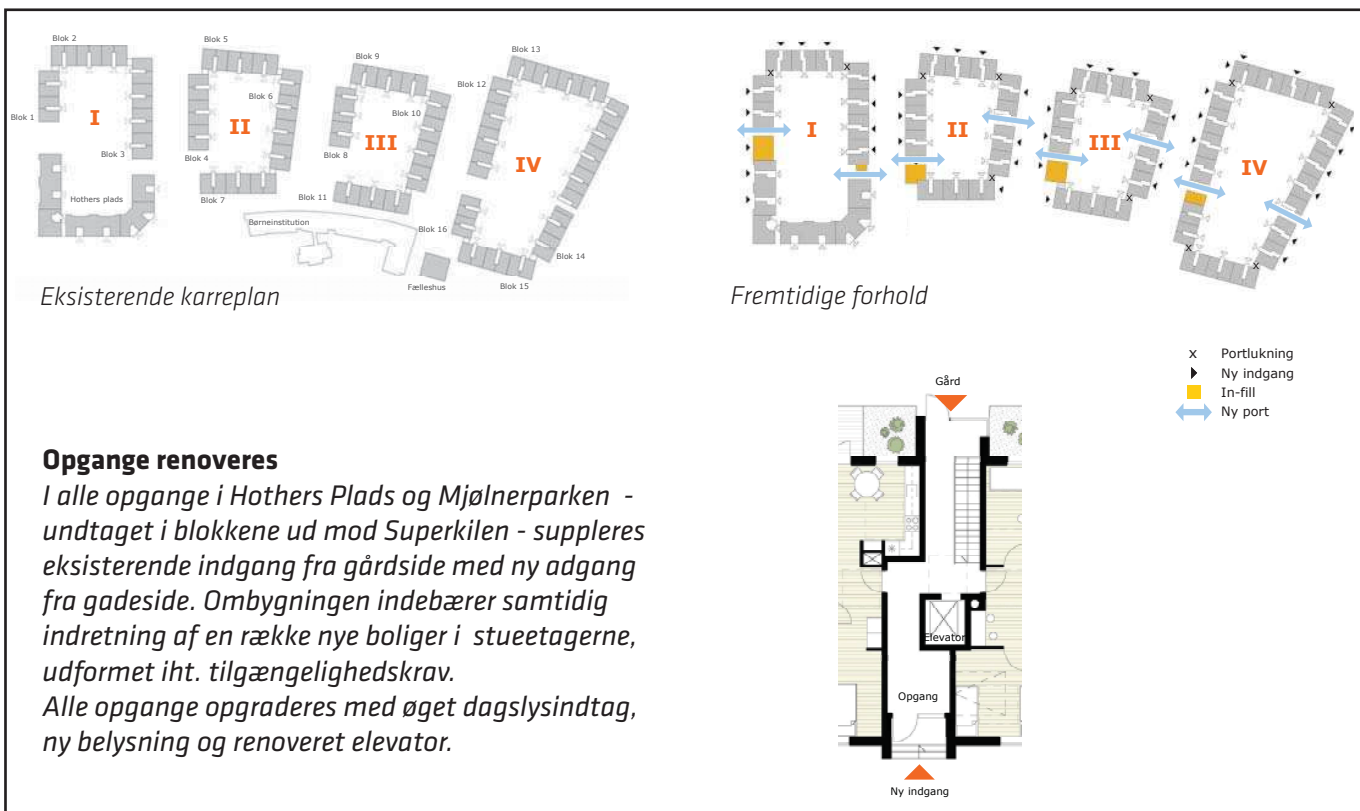 Blok 2
Blok 5
Blok 9
Blok 13
Blok 12
Blok 6
Blok 10
Blok 1
I
II
III
IV
Blok 3
Blok 4
Blok 8
Hothers plads
Blok 7
Blok 11
Børneinstitution
Blok 16
Blok 14
Fælleshus
Blok 15
Eksisterende karreplan
x x x x x x x x x x x x
I
II
III
IV
Fremtidige forhold
x Portlukning
Ny indgang
In-fill
Ny port
Opgange renoveres
I alle opgange i Hothers Plads og Mjølnerparken -
undtaget i blokkene ud mod Superkilen - suppleres
eksisterende indgang fra gårdside med ny adgang
fra gadeside. Ombygningen indebærer samtidig
indretning af en række nye boliger i stueetagerne,
udformet iht. tilgængelighedskrav.
Alle opgange opgraderes med øget dagslysindtag,
ny belysning og renoveret elevator.
Gård
Elevator
Opgang
Ny indgang